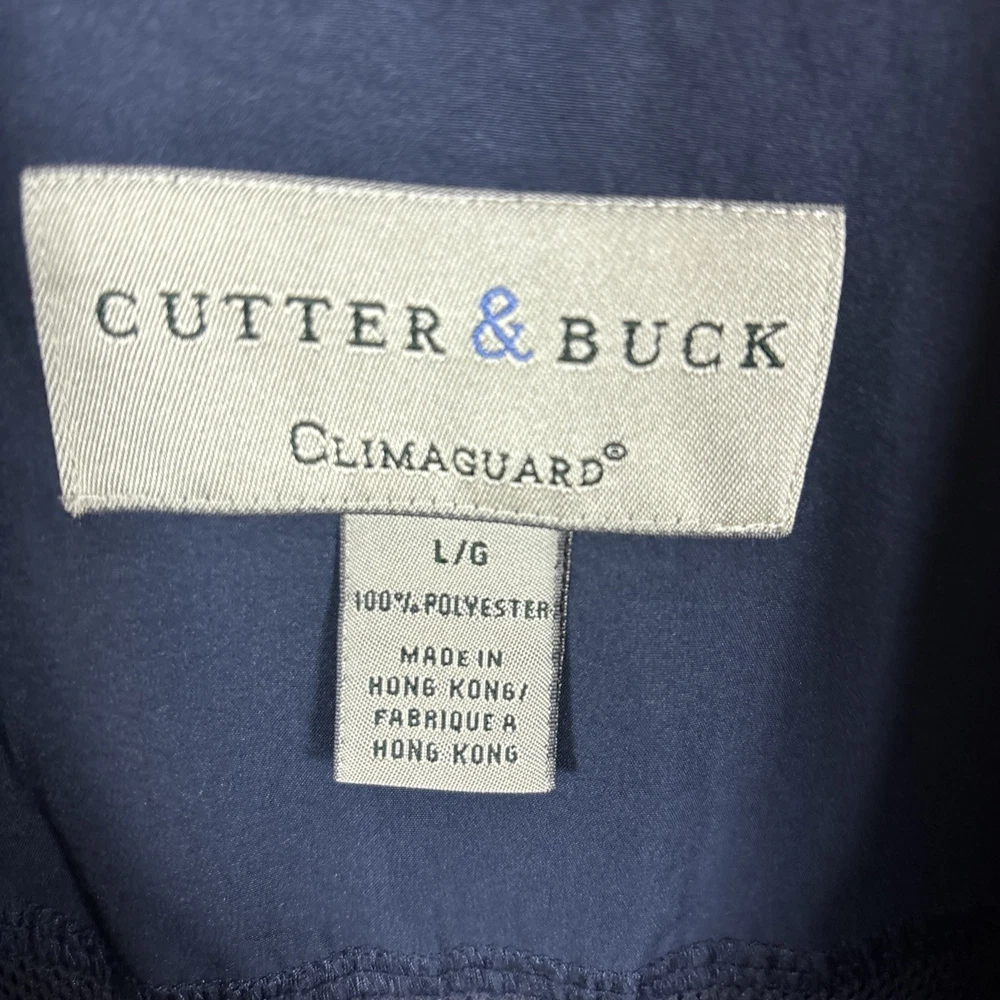 CUTTER & BUCK
CLIMAGUARD®
L/G
100% POLYESTER
MADE IN
HONG KONG/
FABRIQUE A
HONG KONG